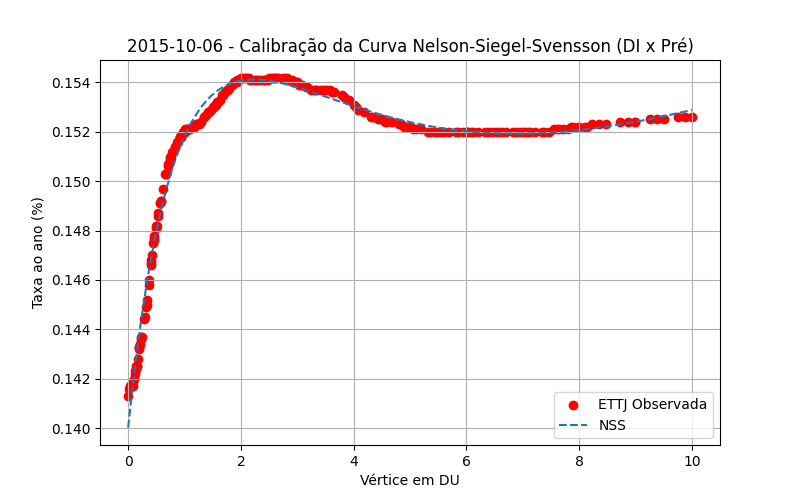 2015-10-06 - Calibração da Curva Nelson-Siegel-Svensson (DI x Pré)
Taxa ao ano (%)
0.154
0.152
0.150
0.148
0.146
0.144
0.142
0.140
ETTJ Observada
NSS
0 2 4 6 8 10
Vértice em DU